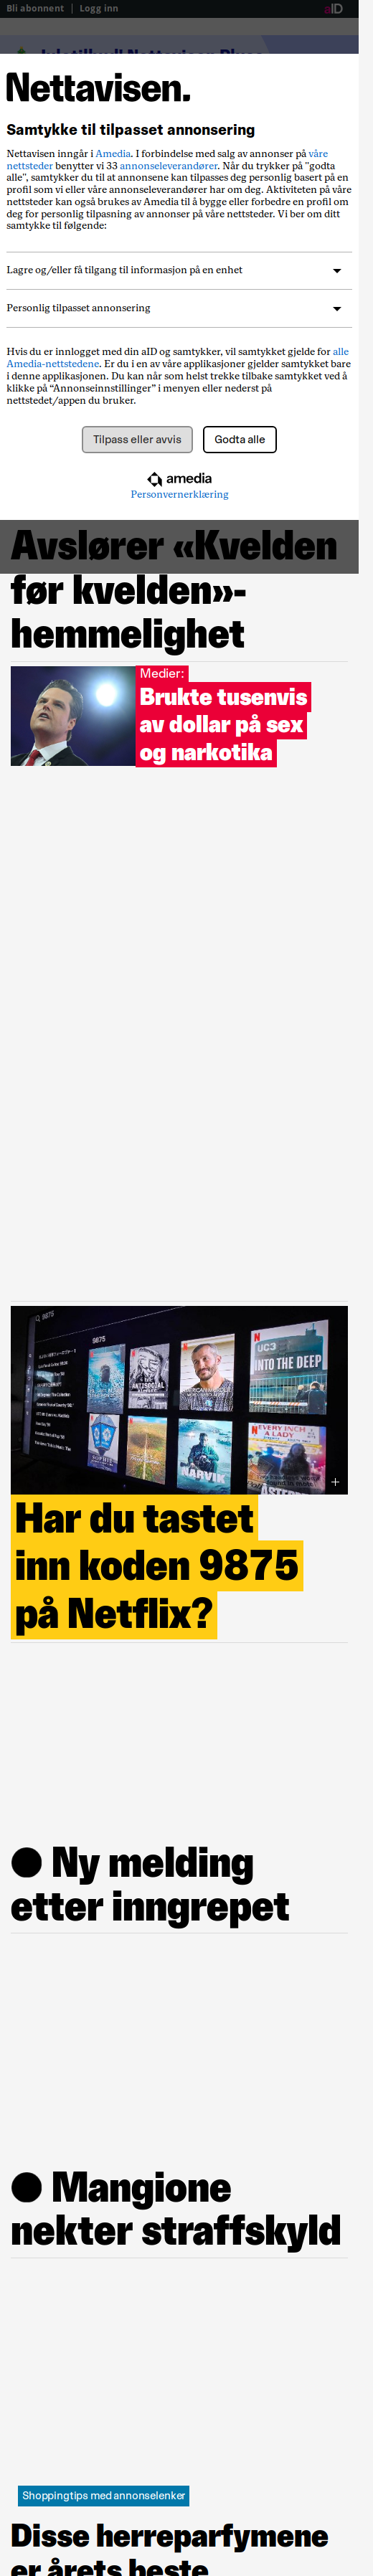 Bli abonnent | Logg inn
aID
Nettavisen.
Samtykke til tilpasset annonsering
Nettavisen inngår i Amedia. I forbindelse med salg av annonser på våre
nettsteder benytter vi 33 annonseleverandører. Når du trykker på "godta
alle", samtykker du til at annonsene kan tilpasses deg personlig basert på en
profil som vi eller våre annonseleverandører har om deg. Aktiviteten på våre
nettsteder kan også brukes av Amedia til å bygge eller forbedre en profil om
deg for personlig tilpasning av annonser på våre nettsteder. Vi ber om ditt
samtykke til følgende:
Lagre og/eller få tilgang til informasjon på en enhet
Personlig tilpasset annonsering
Hvis du er innlogget med din aID og samtykker, vil samtykket gjelde for alle
Amedia-nettstedene. Er du i en av våre applikasjoner gjelder samtykket bare
i denne applikasjonen. Du kan når som helst trekke tilbake samtykket ved å
klikke på “Annonseinnstillinger” i menyen eller nederst på
nettstedet/appen du bruker.
Tilpass eller avvis
Godta alle
amedia
Personvernerklæring
Avslører «Kvelden
før kvelden»-
hemmelighet
Medier:
Brukte tusenvis
av dollar på sex
og narkotika
9875
9875
UC3
INTO THE DEEP
NARVIK
EVERY INCH
A LADY
Har du tastet
inn koden 9875
på Netflix?
● Ny melding
etter inngrepet
● Mangione
nekter straffskyld
Shoppingtips med annonselenker
Disse herreparfymene
er årets beste